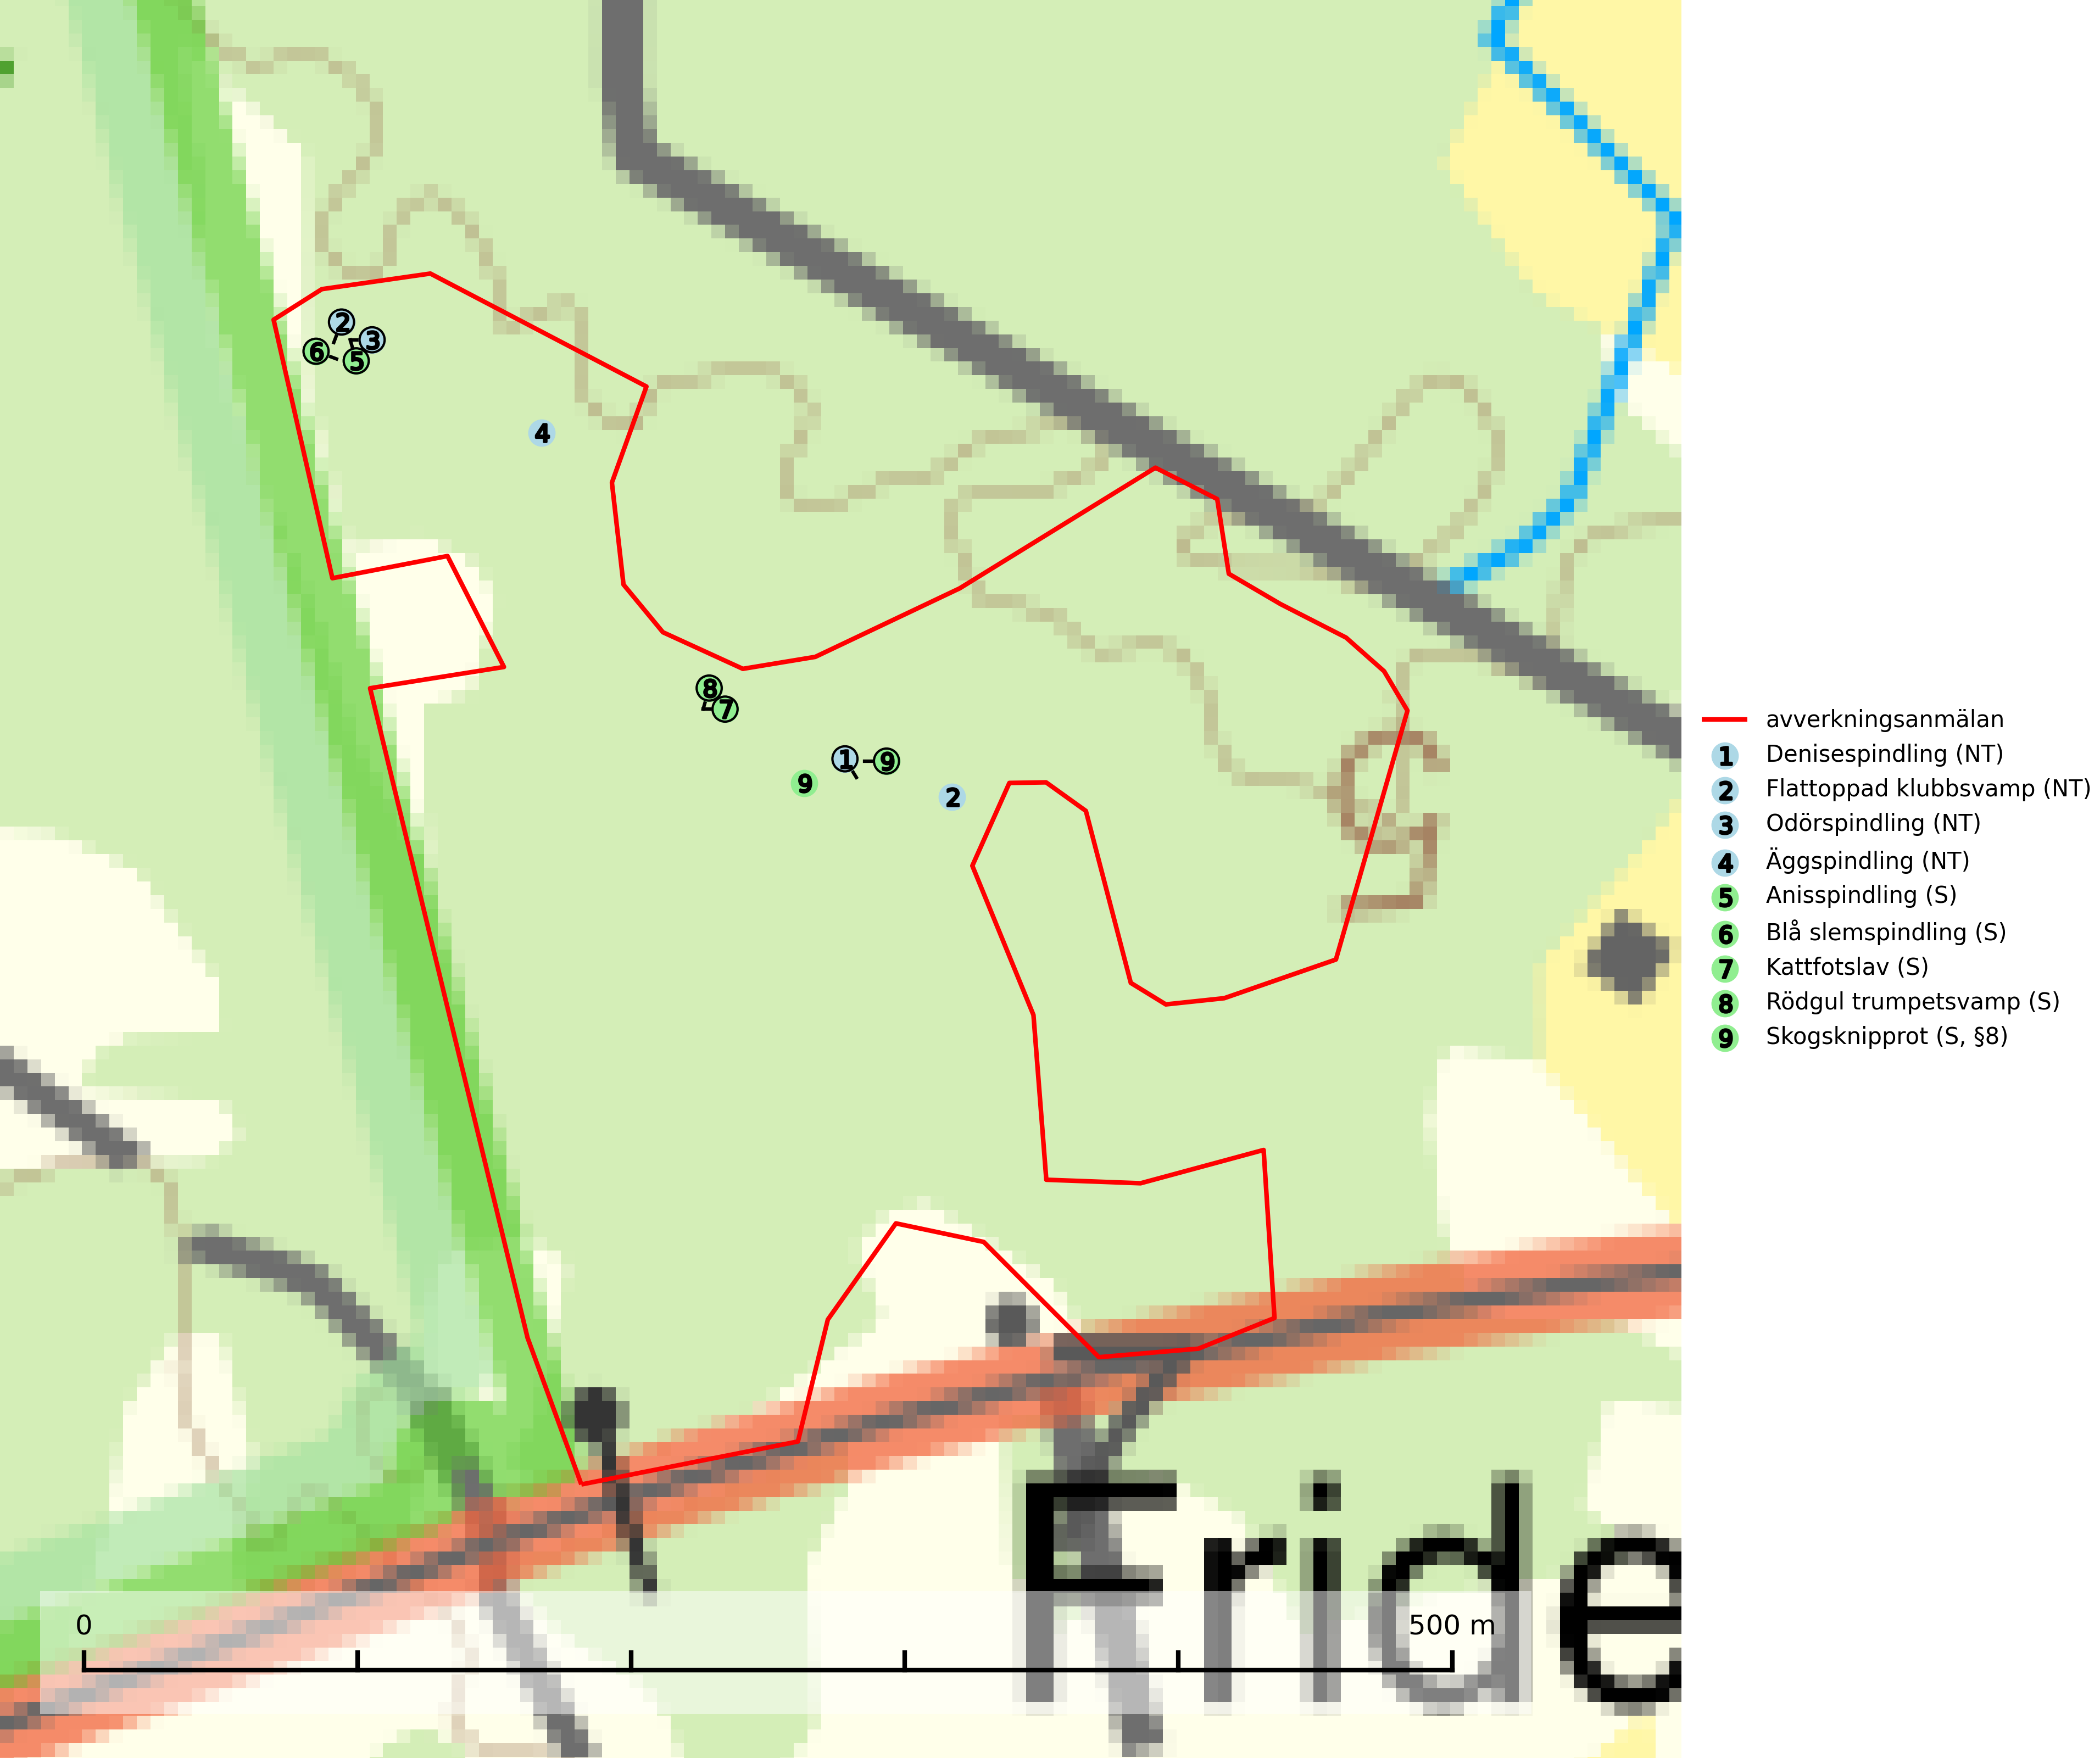 2
3
6
5
4
8
7
1
9
9
2
Fride
0
500 m
avverkningsanmälan
1 Denisespindling (NT)
2 Flattoppad klubbsvamp (NT)
3 Odörspindling (NT)
4 Äggspindling (NT)
5 Anisspindling (S)
6 Blå slemspindling (S)
7 Kattfotslav (S)
8 Rödgul trumpetsvamp (S)
9 Skogsknipprot (S, §8)